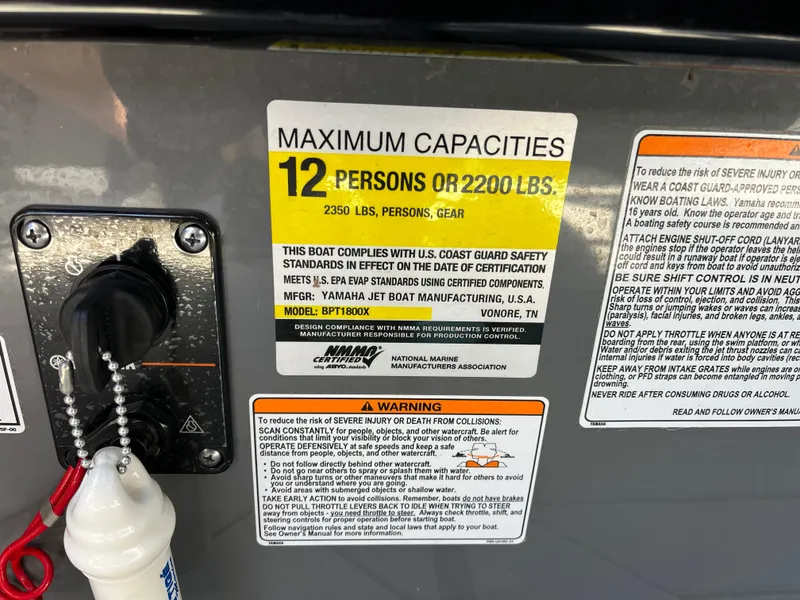 MAXIMUM CAPACITIES
12 PERSONS OR 2200 LBS.
2350 LBS, PERSONS, GEAR
THIS BOAT COMPLIES WITH U.S. COAST GUARD SAFETY
STANDARDS IN EFFECT ON THE DATE OF CERTIFICATION
MEETS U.S. EPA EVAP STANDARDS USING CERTIFIED COMPONENTS.
MFGR: YAMAHA JET BOAT MANUFACTURING, U.S.A.
MODEL: BPT1800X VONORE, TN
DESIGN COMPLIANCE WITH NMMA REQUIREMENTS IS VERIFIED.
MANUFACTURER RESPONSIBLE FOR PRODUCTION CONTROL.
NMMA
CERTIFIED
using ABYC standards
NATIONAL MARINE
MANUFACTURERS ASSOCIATION
WARNING
To reduce the risk of SEVERE INJURY OR DEATH FROM COLLISIONS:
SCAN CONSTANTLY for people, objects, and other watercraft. Be alert for
conditions that limit your visibility or block your vision of others.
OPERATE DEFENSIVELY at safe speeds and keep a safe
distance from people, objects, and other watercraft.
• Do not follow directly behind other watercraft.
• Do not go near others to spray or splash them with water.
• Avoid sharp turns or other maneuvers that make it hard for others to avoid
you or understand where you are going.
• Avoid areas with submerged objects or shallow water.
TAKE EARLY ACTION to avoid collisions. Remember, boats do not have brakes
DO NOT PULL THROTTLE LEVERS BACK TO IDLE WHEN TRYING TO STEER
away from objects - you need throttle to steer. Always check throttle, shift, and
steering controls for proper operation before starting boat.
Follow navigation rules and state and local laws that apply to your boat.
See Owner's Manual for more information.
YAMAHA
To reduce the risk of SEVERE INJURY OR
WEAR A COAST GUARD-APPROVED
KNOW BOATING LAWS. Yamaha
16 years old. Know the operator age and
A boating safety course is recommended
ATTACH ENGINE SHUT-OFF CORD
the engines stop if the operator leaves the
could result in a runaway boat if operator is
off cord and keys from boat to avoid
BE SURE SHIFT CONTROL IS IN
OPERATE WITHIN YOUR LIMITS AND AVOID
risk of loss of control, ejection, and collision.
Sharp turns or jumping wakes or waves can
(paralysis), facial injuries, and broken legs, ankles,
waves.
DO NOT APPLY THROTTLE WHEN ANYONE IS AT
boarding from the rear, using the swim platform, or
Water and/or debris exiting the jet thrust nozzles can
internal injuries if water is forced into body cavities
KEEP AWAY FROM INTAKE GRATES while engines are
clothing, or PFD straps can become entangled in moving
drowning.
NEVER RIDE AFTER CONSUMING DRUGS OR ALCOHOL.
READ AND FOLLOW OWNER'S
YAMAHA